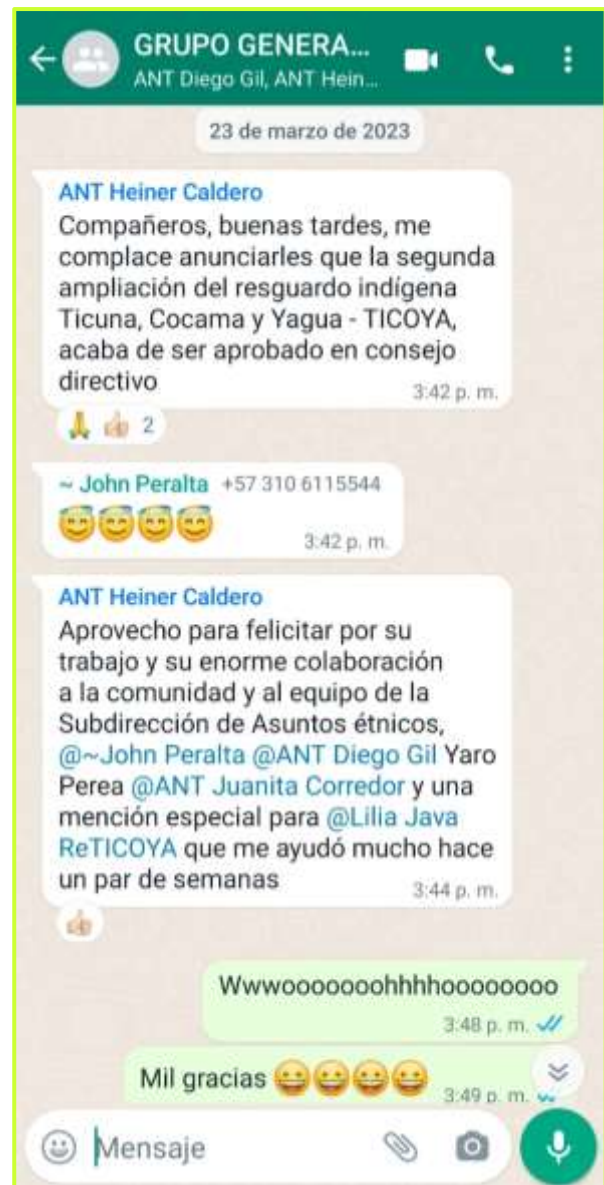 GRUPO GENERA...
ANT Diego Gil, ANT Hein...
23 de marzo de 2023
ANT Heiner Caldero
Compañeros, buenas tardes, me
complace anunciarles que la segunda
ampliación del resguardo indígena
Ticuna, Cocama y Yagua - TICOYA,
acaba de ser aprobado en consejo
directivo
3:42 p. m.
🙏 👍🏻 2
~ John Peralta +57 310 6115544
😇😇😇😇
3:42 p. m.
ANT Heiner Caldero
Aprovecho para felicitar por su
trabajo y su enorme colaboración
a la comunidad y al equipo de la
Subdirección de Asuntos étnicos,
@~John Peralta @ANT Diego Gil Yaro
Perea @ANT Juanita Corredor y una
mención especial para @Lilia Java
ReTICOYA que me ayudó mucho hace
un par de semanas
3:44 p. m.
👍🏻
Wwwooooooohhhhoooooooo
3:48 p. m.
Mil gracias 😀😀😀😀
3:49 p. m.
Mensaje